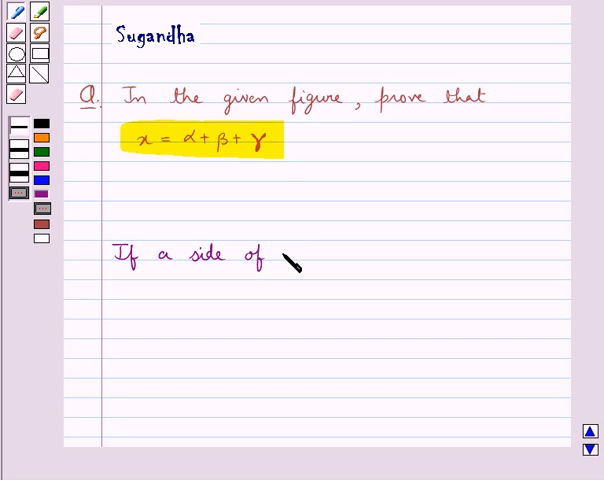 Sugandha
Q. In the given figure, prove that
x = α + β + γ
If a side of